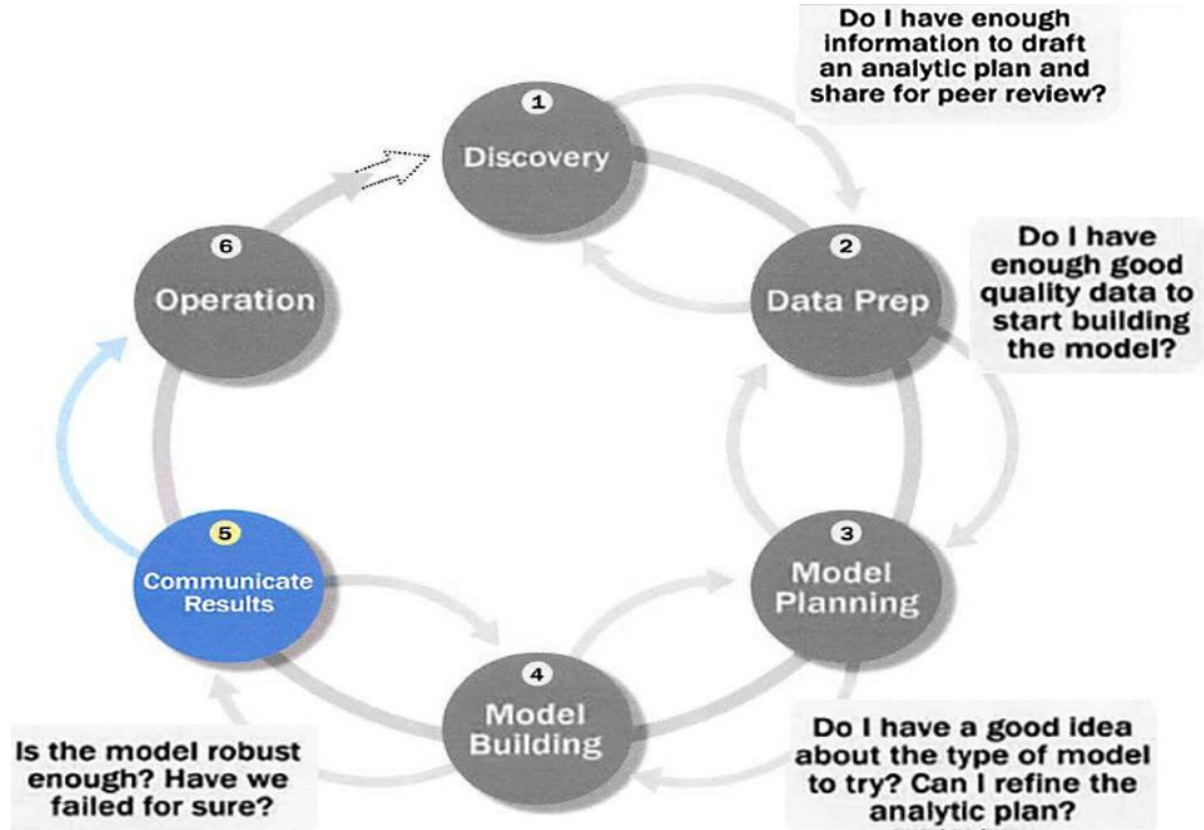 Do I have enough
information to draft
an analytic plan and
share for peer review?
1
Discovery
2
Data Prep
Do I have
enough good
quality data to
start building
the model?
3
Model
Planning
Do I have a good idea
about the type of model
to try? Can I refine the
analytic plan?
4
Model
Building
Is the model robust
enough? Have we
failed for sure?
5
Communicate
Results
6
Operation